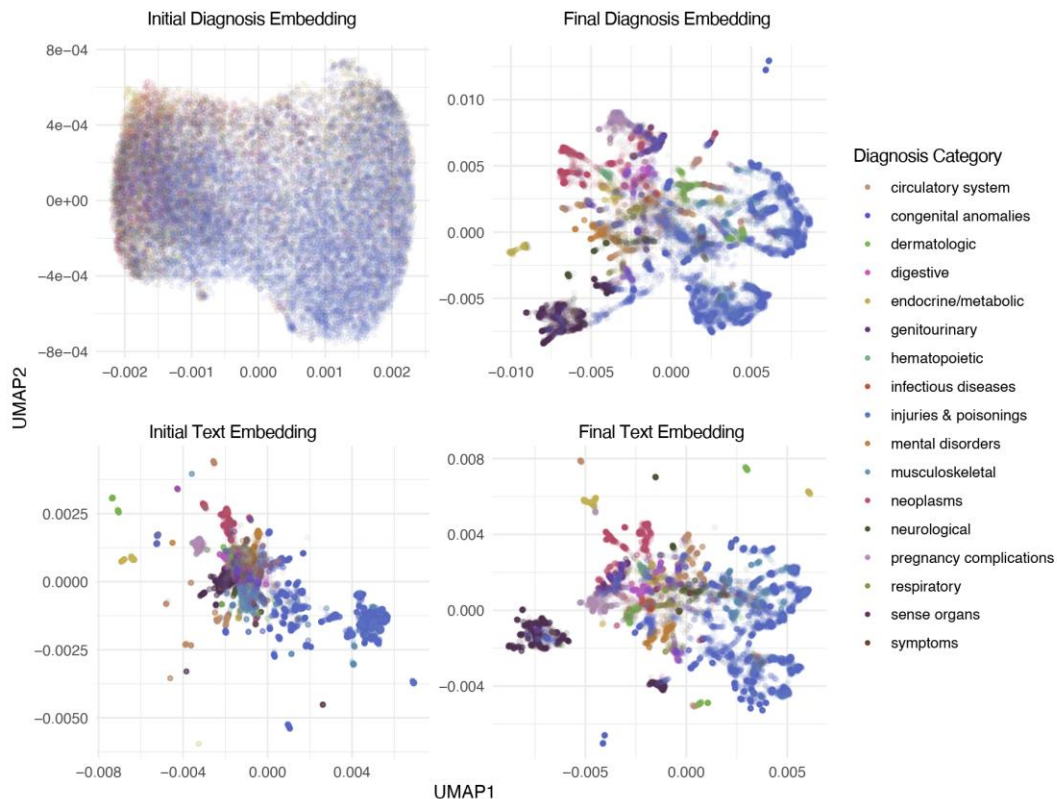 Initial Diagnosis Embedding
Final Diagnosis Embedding
8e−04
4e−04
0e+00
−4e−04
−8e−04
−0.002 −0.001 0.000 0.001 0.002
0.010
0.005
0.000
−0.005
−0.010 −0.005 0.000 0.005
UMAP2
Initial Text Embedding
Final Text Embedding
0.0025
0.0000
−0.0025
−0.0050
−0.008 −0.004 0.000 0.004
0.008
0.004
0.000
−0.004
−0.005 0.000 0.005
UMAP1
Diagnosis Category
circulatory system
congenital anomalies
dermatologic
digestive
endocrine/metabolic
genitourinary
hematopoietic
infectious diseases
injuries & poisonings
mental disorders
musculoskeletal
neoplasms
neurological
pregnancy complications
respiratory
sense organs
symptoms